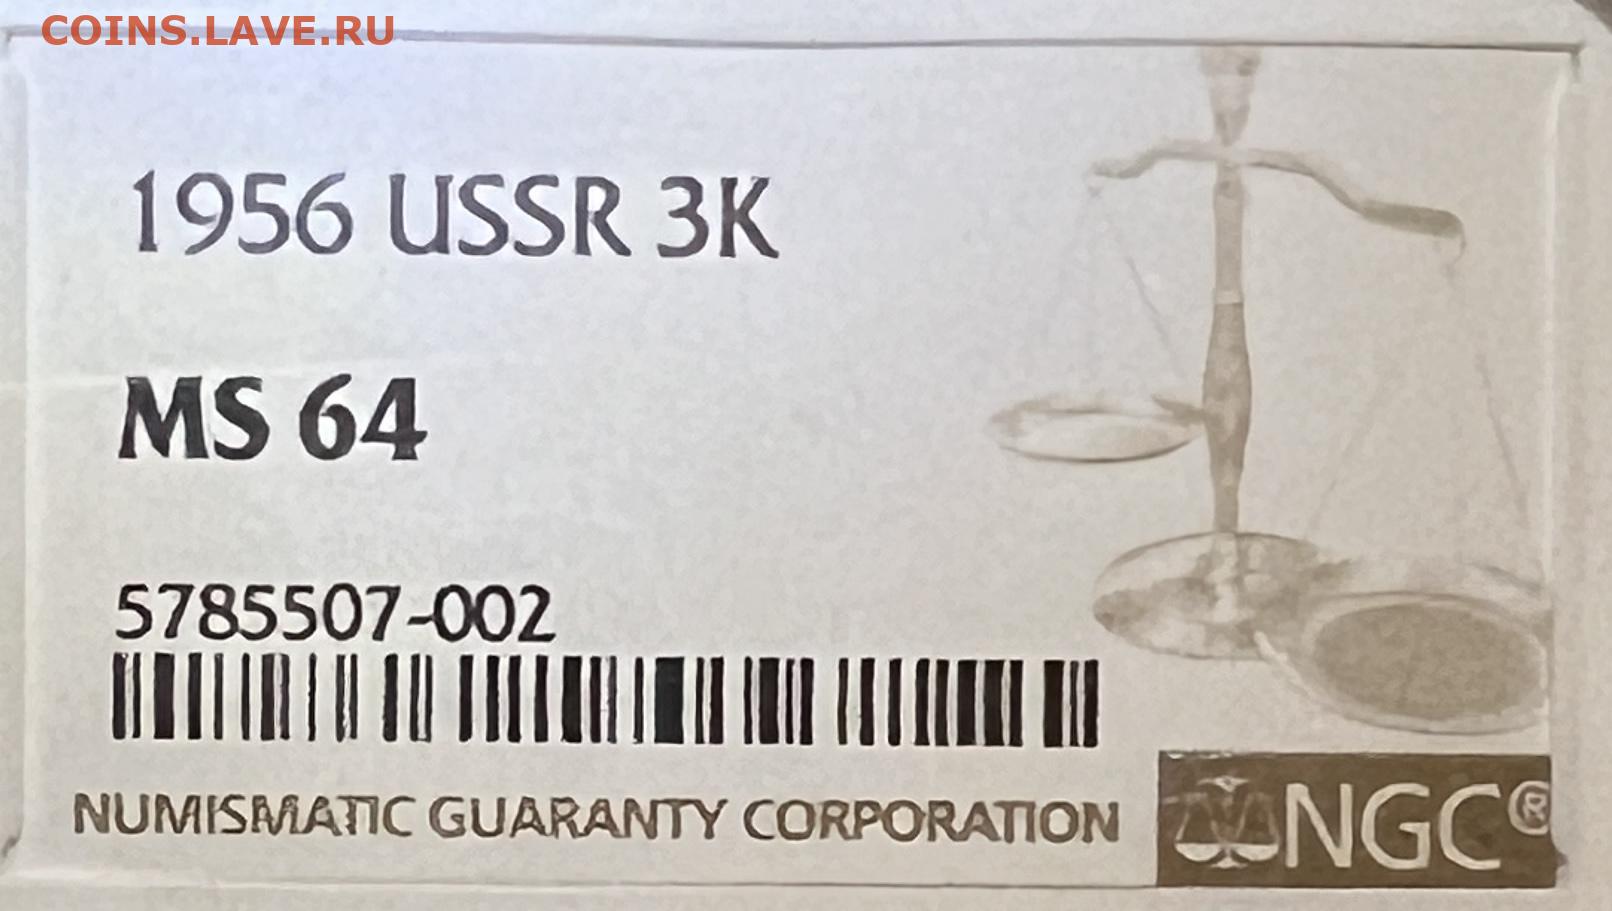 COINS.LAVE.RU
1956 USSR 3K
MS 64
5785507-002
NUMISMATIC GUARANTY CORPORATION
NGC®